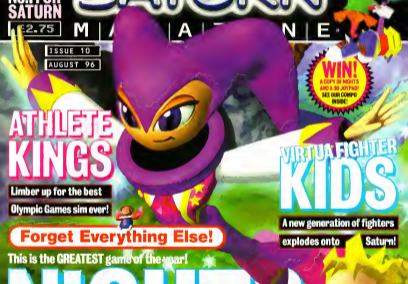 SATURN
SATURN
£2.75
MAGAZINE
ISSUE 10
AUGUST 96
WIN!
A COPY OF NIGHTS
AND A 3D JOYPAD!
SEE OUR COMPO
INSIDE!
ATHLETE
KINGS
Limber up for the best
Olympic Games sim ever!
VIRTUA FIGHTER
KIDS
A new generation of fighters
explodes onto Saturn!
Forget Everything Else!
This is the GREATEST game of the year!
NIGHTS